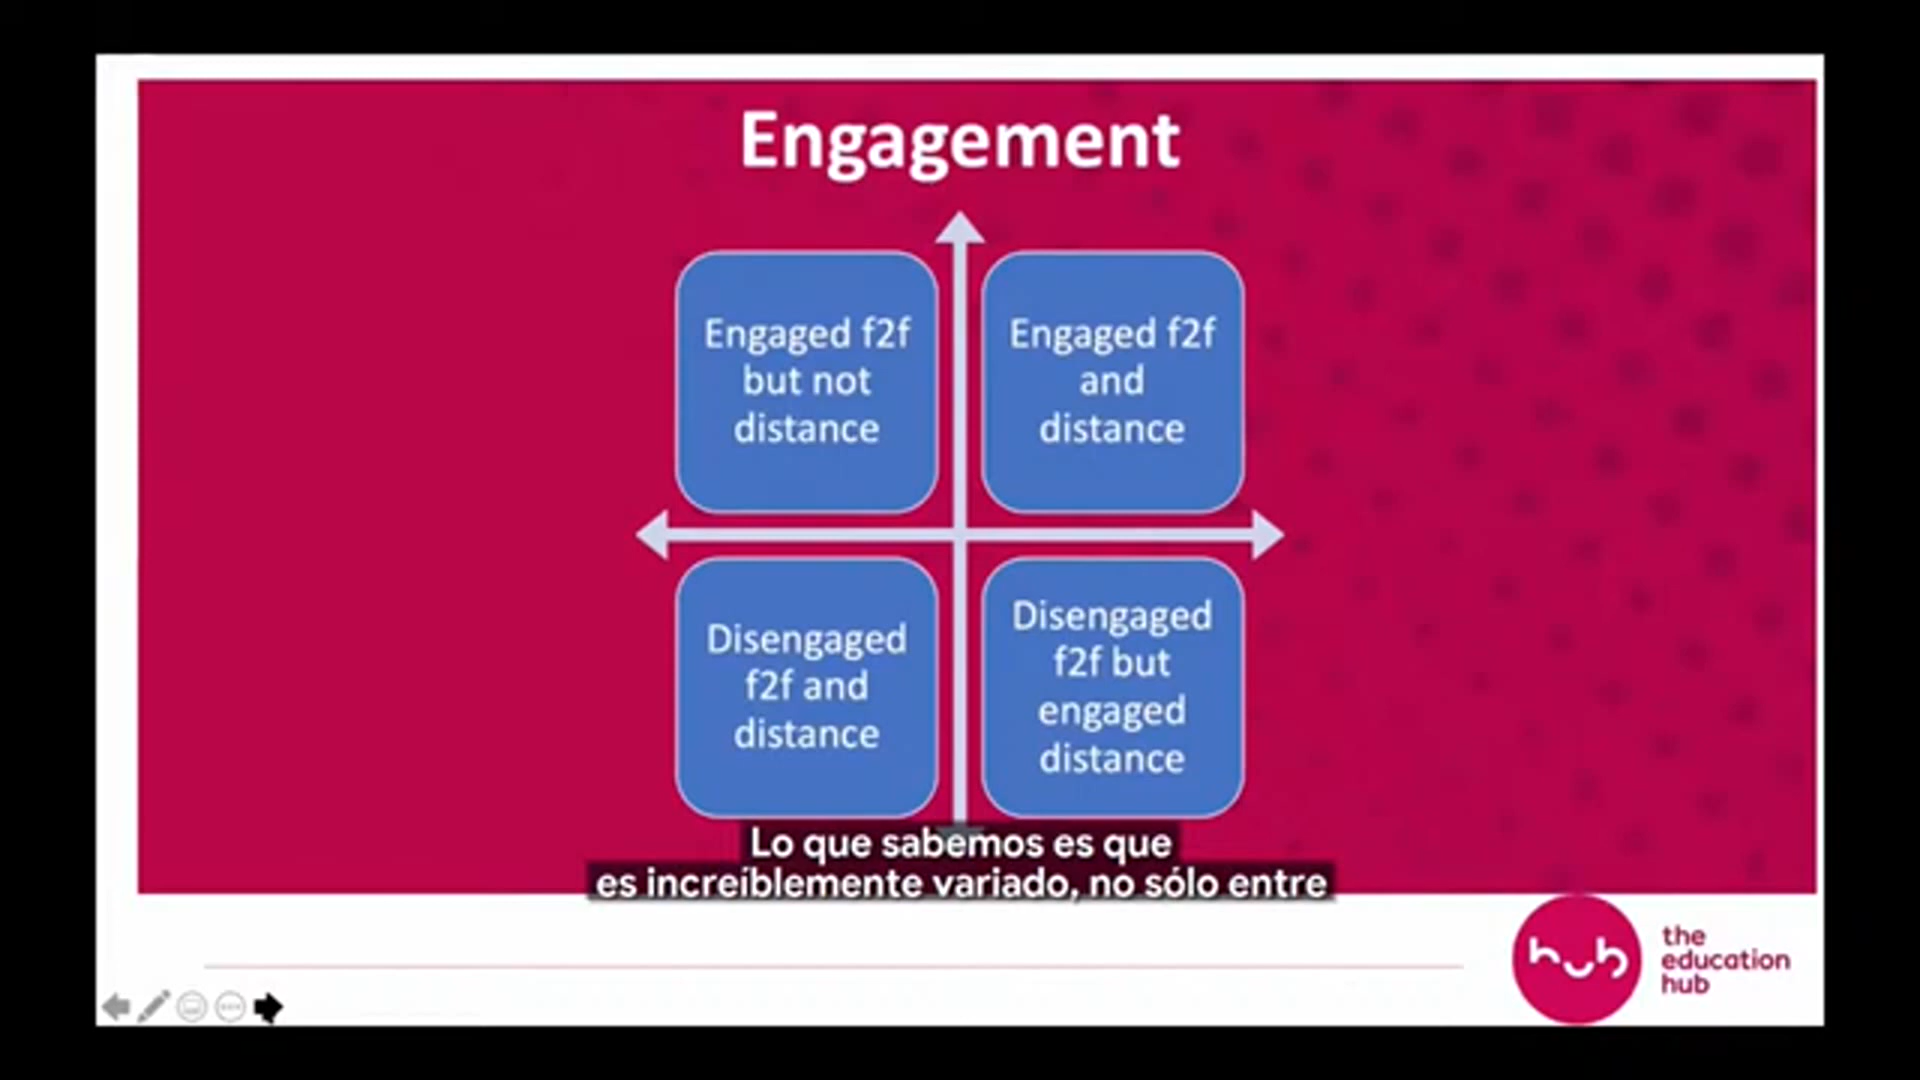 Engagement
Engaged f2f
but not
distance
Engaged f2f
and
distance
Disengaged
f2f and
distance
Disengaged
f2f but
engaged
distance
Lo que sabemos es que
es increíblemente variado, no sólo entre
hub
the
education
hub